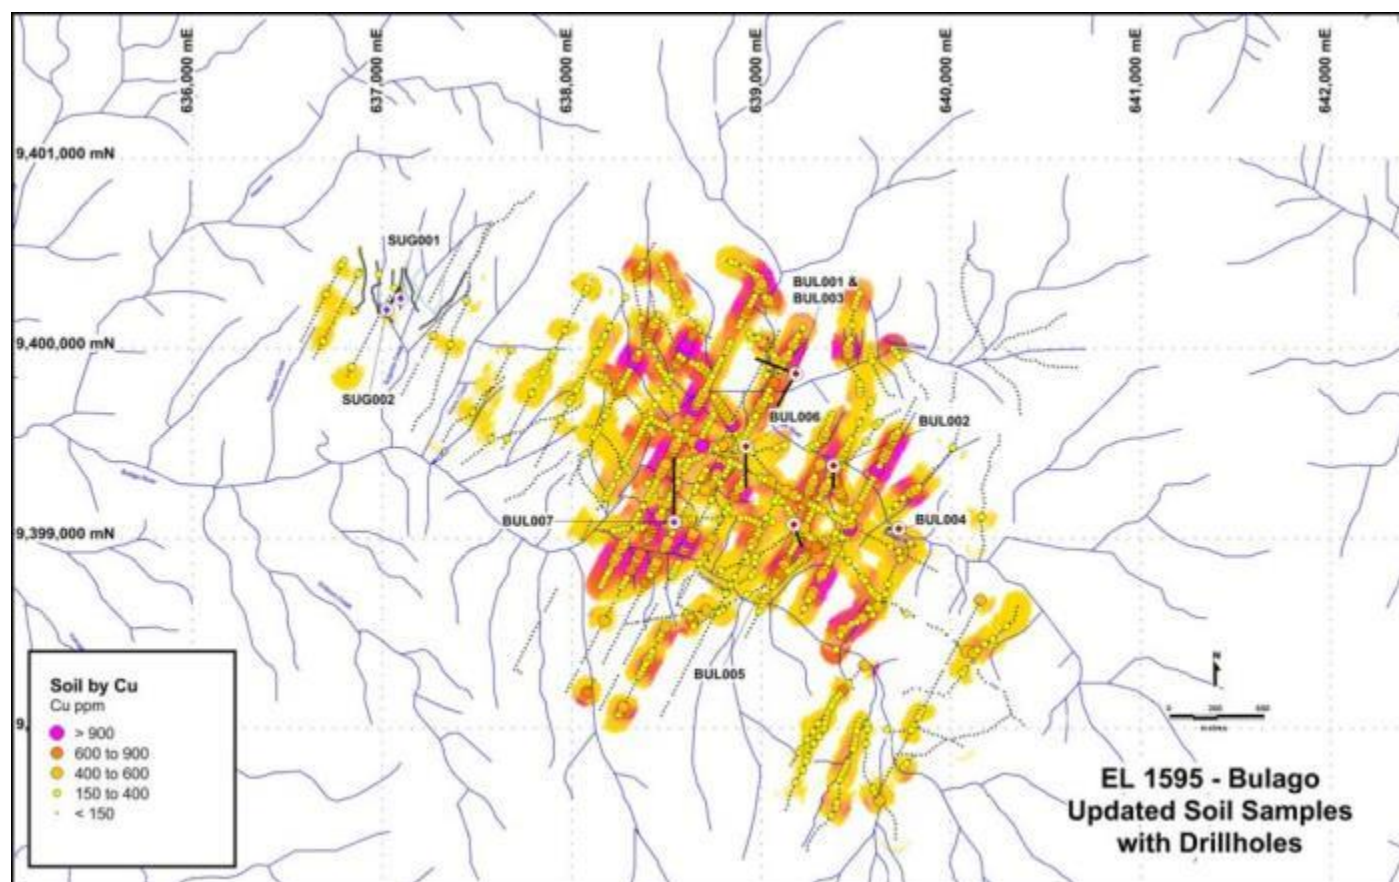 636,000 mE
637,000 mE
638,000 mE
639,000 mE
640,000 mE
641,000 mE
642,000 mE
9,401,000 mN
SUG001
BUL001 &
BUL003
9,400,000 mN
SUG002
BUL006
BUL002
BUL007
BUL004
9,399,000 mN
BUL005
N
Soil by Cu
Cu ppm
> 900
600 to 900
400 to 600
150 to 400
< 150
EL 1595 - Bulago
Updated Soil Samples
with Drillholes